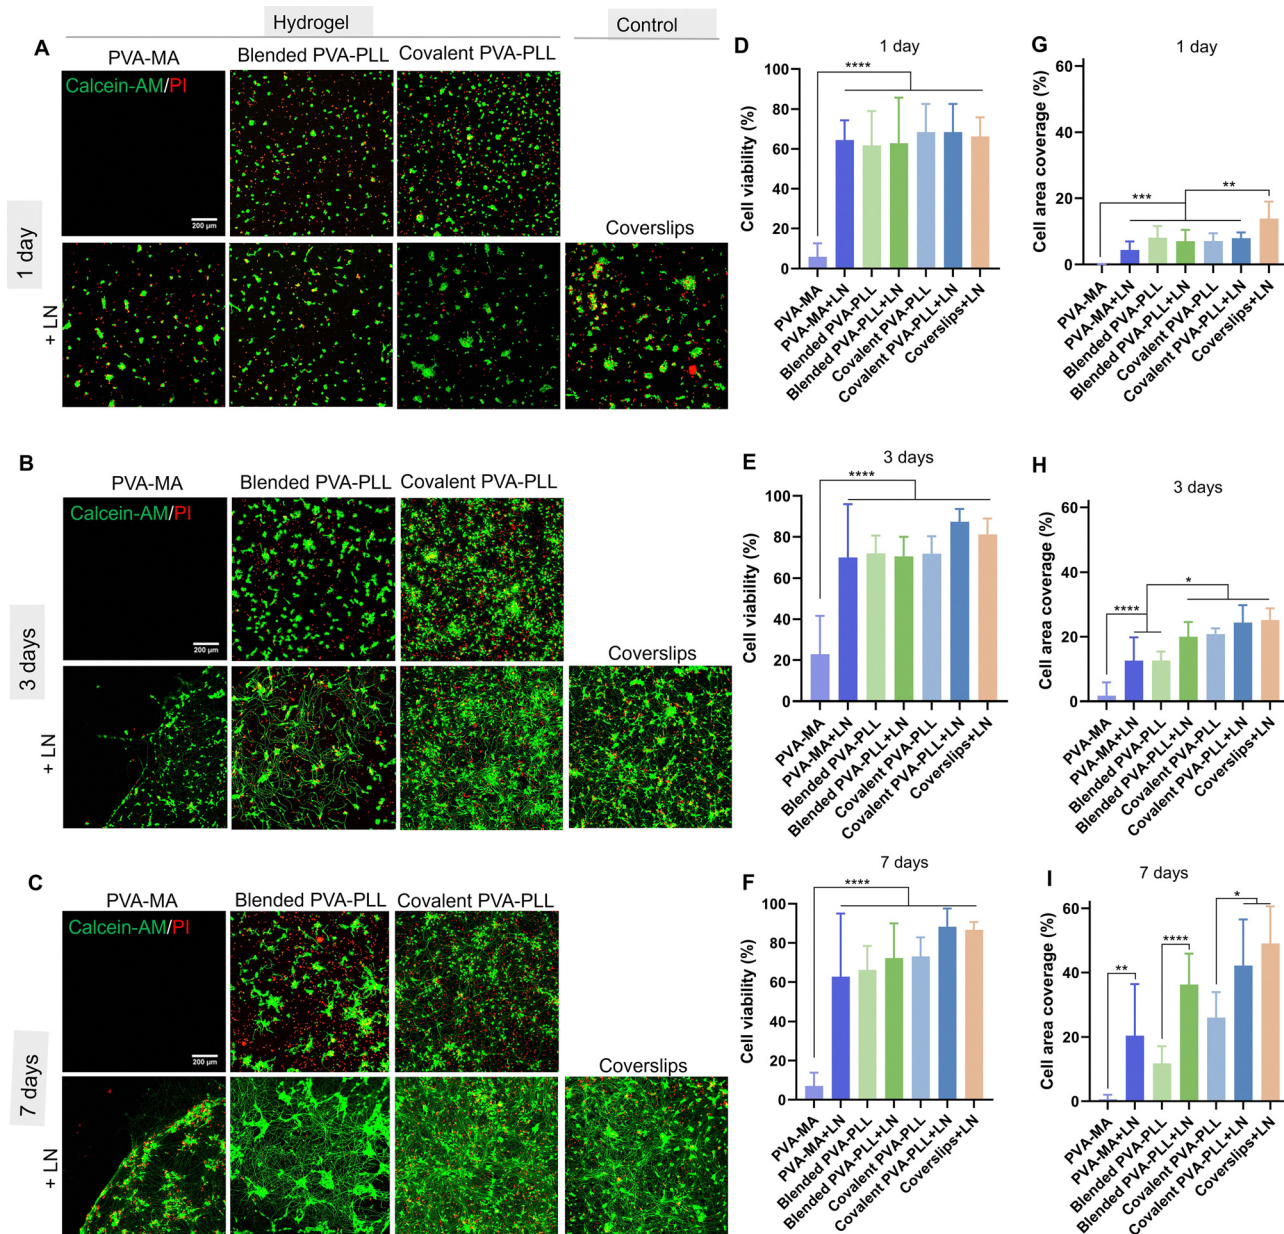 Hydrogel
Control
A
PVA-MA
Blended PVA-PLL
Covalent PVA-PLL
Calcein-AM/PI
200 µm
1 day
+ LN
Coverslips
B
PVA-MA
Blended PVA-PLL
Covalent PVA-PLL
Calcein-AM/PI
200 µm
3 days
+ LN
Coverslips
C
PVA-MA
Blended PVA-PLL
Covalent PVA-PLL
Calcein-AM/PI
200 µm
7 days
+ LN
Coverslips
D
1 day
Cell viability (%)
100
80
60
40
20
0
****
PVA-MA
PVA-MA+LN
Blended PVA-PLL
Blended PVA-PLL+LN
Covalent PVA-PLL
Covalent PVA-PLL+LN
Coverslips+LN
G
1 day
Cell area coverage (%)
60
40
20
0
***
**
PVA-MA
PVA-MA+LN
Blended PVA-PLL
Blended PVA-PLL+LN
Covalent PVA-PLL
Covalent PVA-PLL+LN
Coverslips+LN
E
3 days
Cell viability (%)
100
80
60
40
20
0
****
PVA-MA
PVA-MA+LN
Blended PVA-PLL
Blended PVA-PLL+LN
Covalent PVA-PLL
Covalent PVA-PLL+LN
Coverslips+LN
H
3 days
Cell area coverage (%)
60
40
20
0
****
*
PVA-MA
PVA-MA+LN
Blended PVA-PLL
Blended PVA-PLL+LN
Covalent PVA-PLL
Covalent PVA-PLL+LN
Coverslips+LN
F
7 days
Cell viability (%)
100
80
60
40
20
0
****
PVA-MA
PVA-MA+LN
Blended PVA-PLL
Blended PVA-PLL+LN
Covalent PVA-PLL
Covalent PVA-PLL+LN
Coverslips+LN
I
7 days
Cell area coverage (%)
60
40
20
0
**
****
*
PVA-MA
PVA-MA+LN
Blended PVA-PLL
Blended PVA-PLL+LN
Covalent PVA-PLL
Covalent PVA-PLL+LN
Coverslips+LN